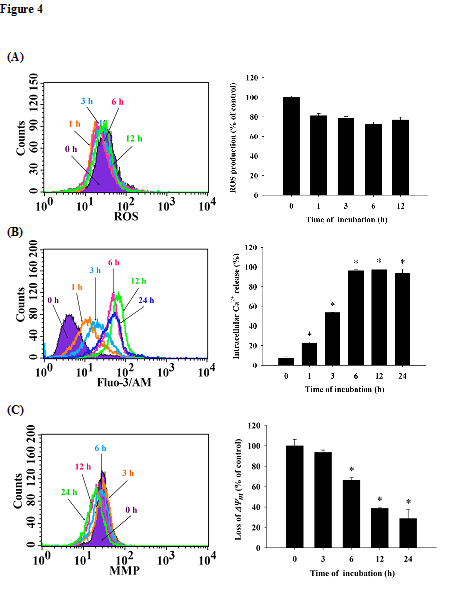 Figure 4
(A)
150
120
90
60
30
0
Counts
3 h
6 h
1 h
12 h
0 h
10^0 10^1 10^2 10^3 10^4
ROS
120
100
80
60
40
20
0
ROS production (% of control)
0 1 3 6 12
Time of incubation (h)
(B)
200
160
120
80
40
0
Counts
0 h
1 h
3 h
6 h
12 h
24 h
10^0 10^1 10^2 10^3 10^4
Fluo-3/AM
120
100
80
60
40
20
0
Intracellular Ca2+ release (%)
* * * * *
0 1 3 6 12 24
Time of incubation (h)
(C)
200
160
120
80
40
0
Counts
6 h
12 h
3 h
24 h
0 h
10^0 10^1 10^2 10^3 10^4
MMP
120
100
80
60
40
20
0
Loss of ΔΨm (% of control)
* * *
0 3 6 12 24
Time of incubation (h)